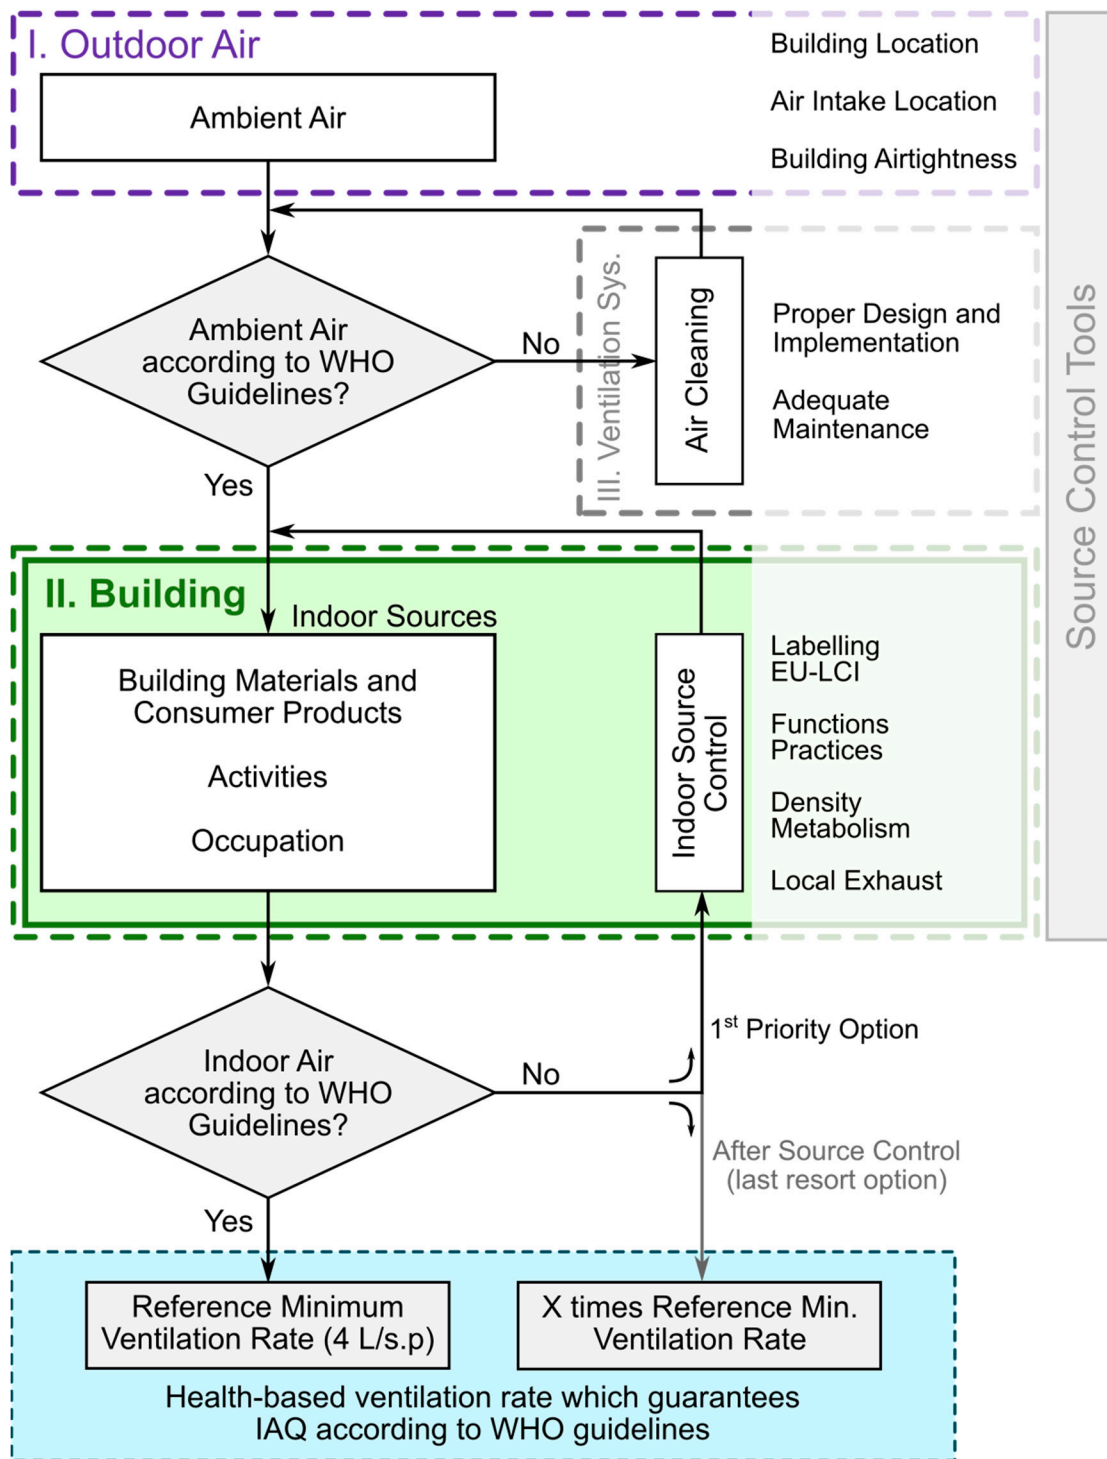 I. Outdoor Air
Ambient Air
Building Location
Air Intake Location
Building Airtightness
Source Control Tools
Ambient Air
according to WHO
Guidelines?
No
Yes
III. Ventilation Sys.
Air Cleaning
Proper Design and
Implementation
Adequate
Maintenance
II. Building
Indoor Sources
Building Materials and
Consumer Products
Activities
Occupation
Indoor Source
Control
Labelling
EU-LCI
Functions
Practices
Density
Metabolism
Local Exhaust
Indoor Air
according to WHO
Guidelines?
No
1st Priority Option
After Source Control
(last resort option)
Yes
Reference Minimum
Ventilation Rate (4 L/s.p)
X times Reference Min.
Ventilation Rate
Health-based ventilation rate which guarantees
IAQ according to WHO guidelines